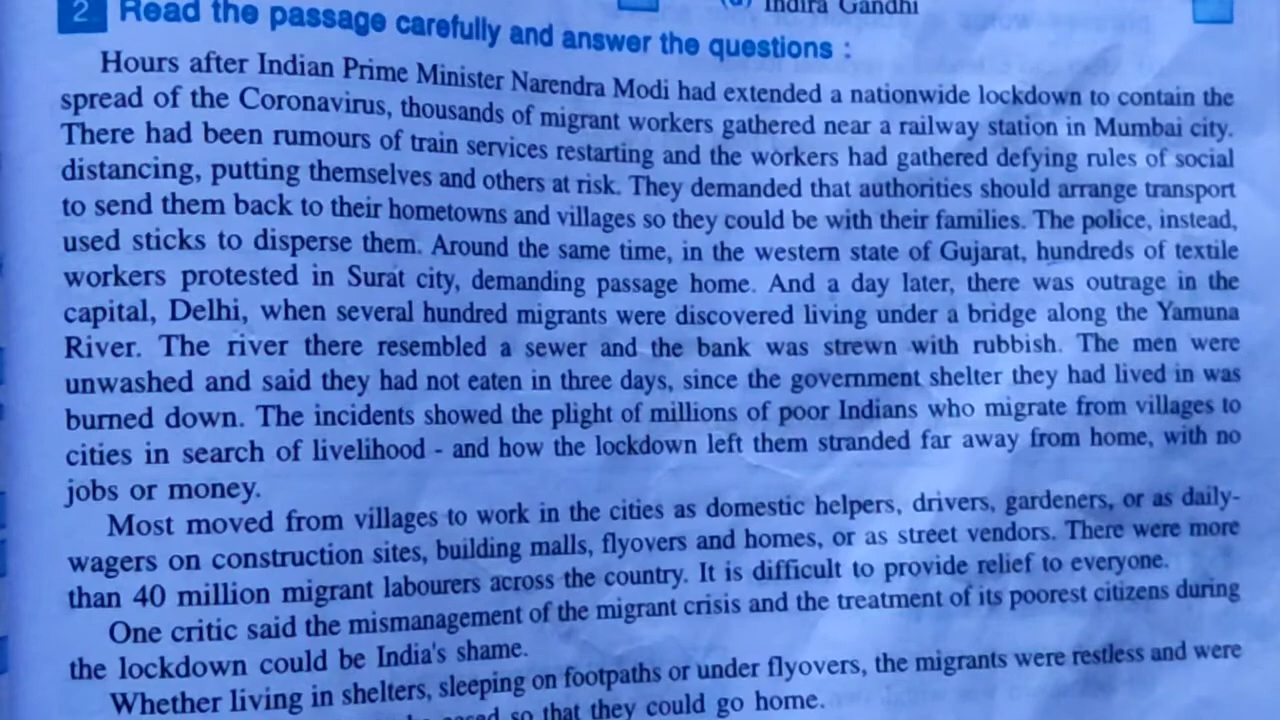 (d) Indira Gandhi
2 Read the passage carefully and answer the questions :
Hours after Indian Prime Minister Narendra Modi had extended a nationwide lockdown to contain the
spread of the Coronavirus, thousands of migrant workers gathered near a railway station in Mumbai city.
There had been rumours of train services restarting and the workers had gathered defying rules of social
distancing, putting themselves and others at risk. They demanded that authorities should arrange transport
to send them back to their hometowns and villages so they could be with their families. The police, instead,
used sticks to disperse them. Around the same time, in the western state of Gujarat, hundreds of textile
workers protested in Surat city, demanding passage home. And a day later, there was outrage in the
capital, Delhi, when several hundred migrants were discovered living under a bridge along the Yamuna
River. The river there resembled a sewer and the bank was strewn with rubbish. The men were
unwashed and said they had not eaten in three days, since the government shelter they had lived in was
burned down. The incidents showed the plight of millions of poor Indians who migrate from villages to
cities in search of livelihood - and how the lockdown left them stranded far away from home, with no
jobs or money.
Most moved from villages to work in the cities as domestic helpers, drivers, gardeners, or as daily-
wagers on construction sites, building malls, flyovers and homes, or as street vendors. There were more
than 40 million migrant labourers across the country. It is difficult to provide relief to everyone.
One critic said the mismanagement of the migrant crisis and the treatment of its poorest citizens during
the lockdown could be India's shame.
Whether living in shelters, sleeping on footpaths or under flyovers, the migrants were restless and were
so that they could go home.